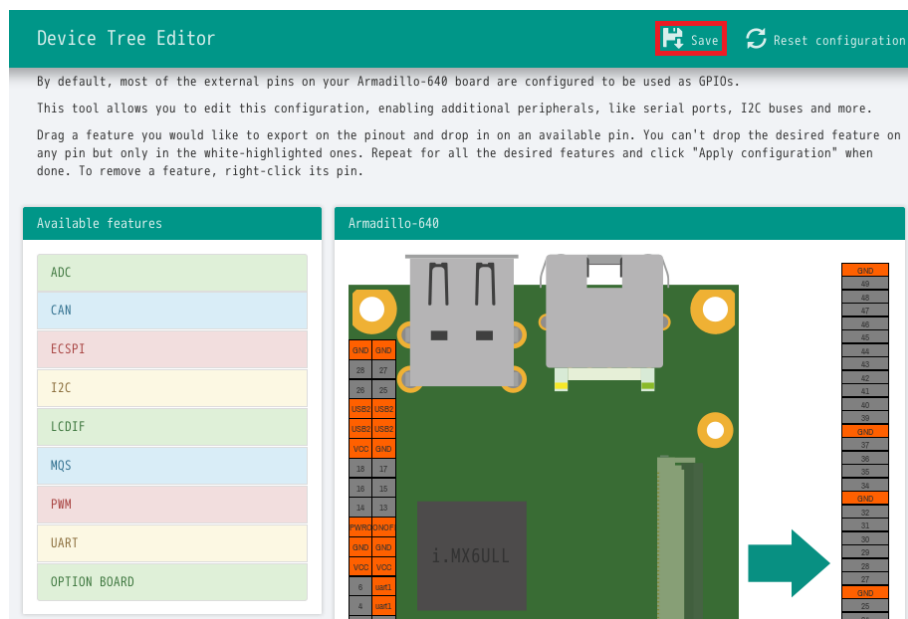 Device Tree Editor
Save
Reset configuration
By default, most of the external pins on your Armadillo-640 board are configured to be used as GPIOs.
This tool allows you to edit this configuration, enabling additional peripherals, like serial ports, I2C buses and more.
Drag a feature you would like to export on the pinout and drop in on an available pin. You can't drop the desired feature on
any pin but only in the white-highlighted ones. Repeat for all the desired features and click "Apply configuration" when
done. To remove a feature, right-click its pin.
Available features
ADC
CAN
ECSPI
I2C
LCDIF
MQS
PWM
UART
OPTION BOARD
Armadillo-640
GND GND
28 27
26 25
USB2 USB2
USB2 USB2
VCC GND
18 17
16 15
14 13
PWRO ONOF
GND GND
VCC VCC
6 uart1
4 uart1
i.MX6ULL
GND
49
48
47
46
45
44
43
42
41
40
39
GND
37
36
35
34
GND
32
31
30
29
28
27
GND
25